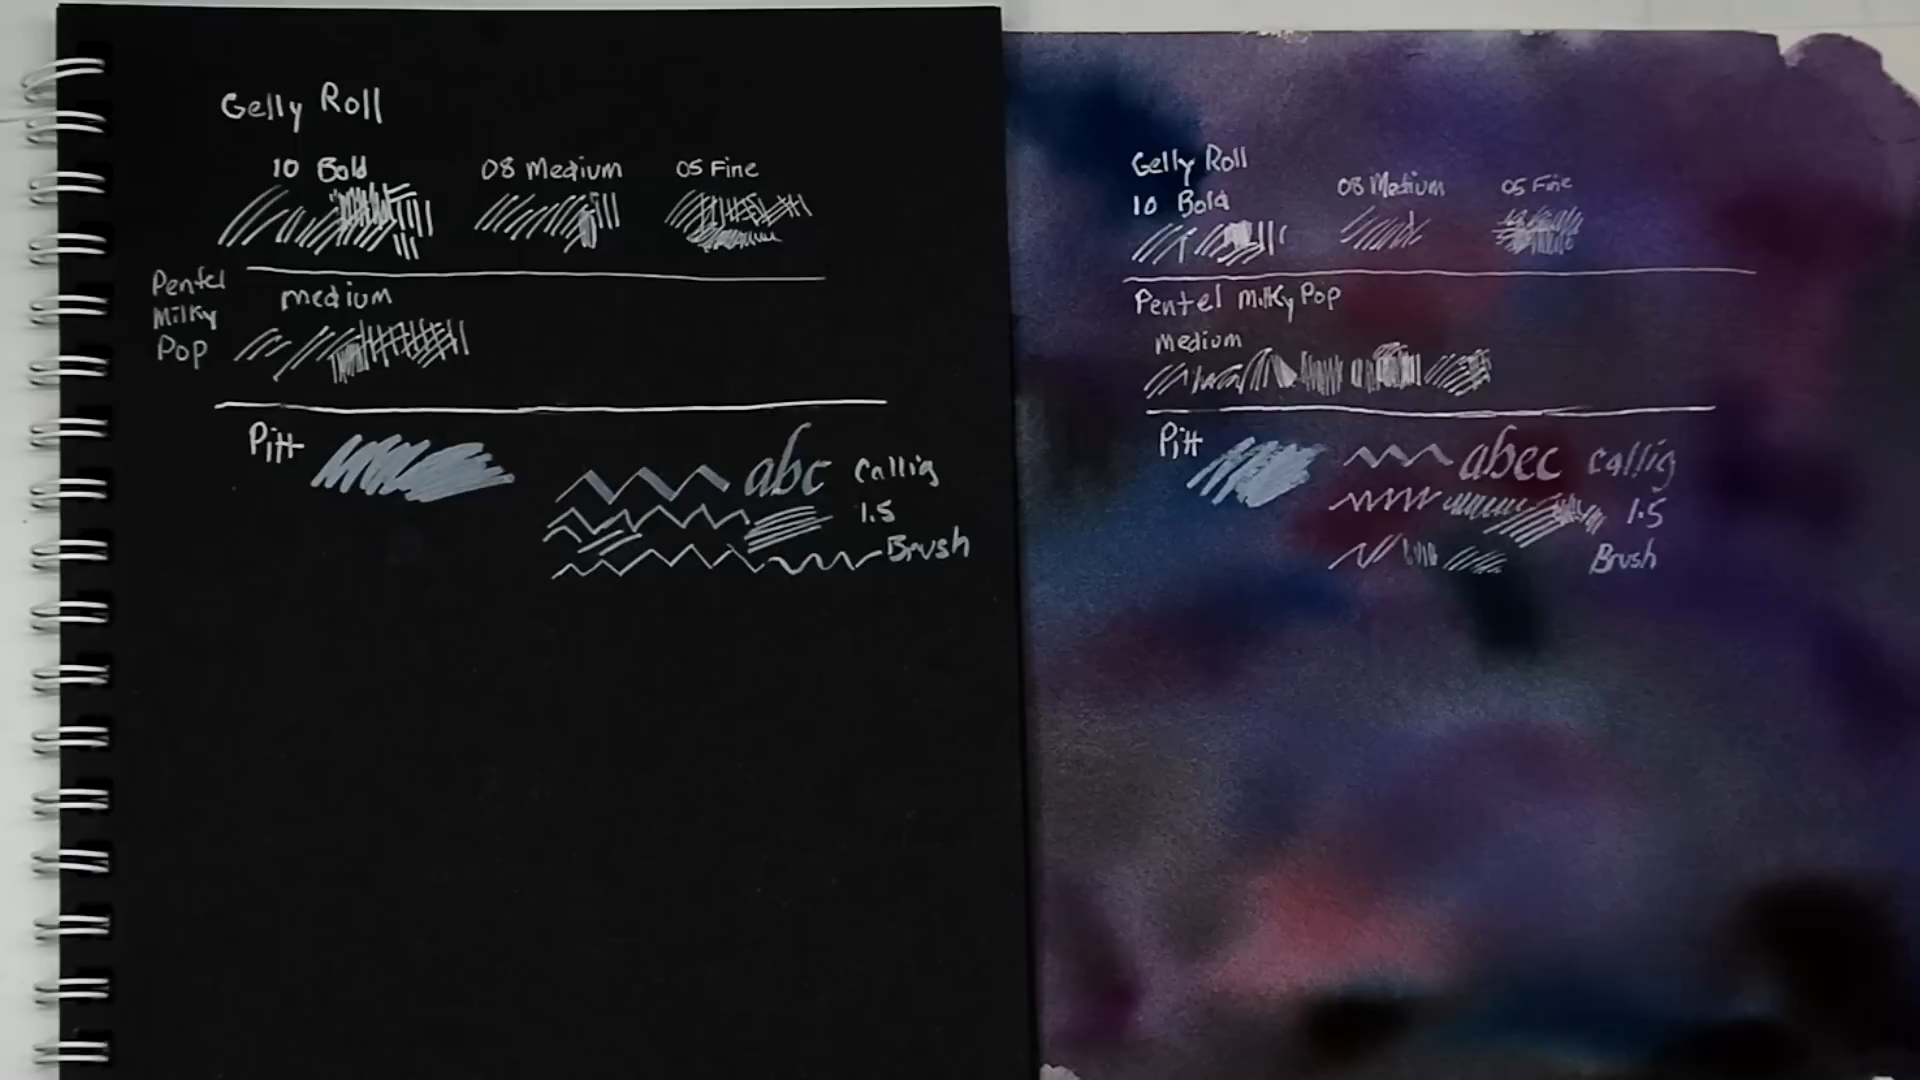 Gelly Roll
10 Bold 08 Medium 05 Fine
Pentel Milky Pop
medium
Pitt
abc Callig
1.5
Brush
Gelly Roll
10 Bold 08 Medium 05 Fine
Pentel Milky Pop
Medium
Pitt
abec Callig
1.5
Brush